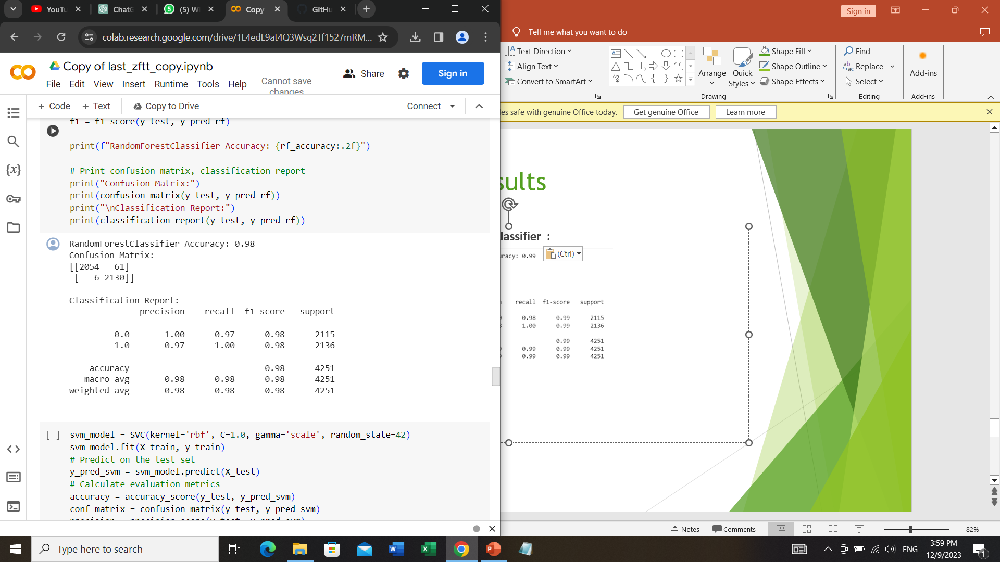 YouTu
ChatG
(5) W
Copy
GitHu
colab.research.google.com/drive/1L4edL9at4Q3Wsq2Tf1527mRM...
Copy of last_zftt_copy.ipynb
File Edit View Insert Runtime Tools Help
Cannot save changes
Share
Sign in
+ Code + Text
Copy to Drive
Connect
f1 = f1_score(y_test, y_pred_rf)
print(f"RandomForestClassifier Accuracy: {rf_accuracy:.2f}")
# Print confusion matrix, classification report
print("Confusion Matrix:")
print(confusion_matrix(y_test, y_pred_rf))
print("\nClassification Report:")
print(classification_report(y_test, y_pred_rf))
RandomForestClassifier Accuracy: 0.98
Confusion Matrix:
[[2054 61]
[ 6 2130]]
Classification Report:
precision recall f1-score support
0.0 1.00 0.97 0.98 2115
1.0 0.97 1.00 0.98 2136
accuracy 0.98 4251
macro avg 0.98 0.98 0.98 4251
weighted avg 0.98 0.98 0.98 4251
[ ] svm_model = SVC(kernel='rbf', C=1.0, gamma='scale', random_state=42)
svm_model.fit(X_train, y_train)
# Predict on the test set
y_pred_svm = svm_model.predict(X_test)
# Calculate evaluation metrics
accuracy = accuracy_score(y_test, y_pred_svm)
conf_matrix = confusion_matrix(y_test, y_pred_svm)
precision = precision_score(y_test, y_pred_svm)
Sign in
Tell me what you want to do
Text Direction
Align Text
Convert to SmartArt
Arrange
Quick Styles
Shape Fill
Shape Outline
Shape Effects
Drawing
Find
Replace
Select
Editing
Add-ins
Add-ins
es safe with genuine Office today.
Get genuine Office
Learn more
sults
lassifier :
uracy: 0.99
(Ctrl)
recall f1-score support
0.98 0.99 2115
1.00 0.99 2136
0.99 4251
0.99 0.99 4251
0.99 0.99 4251
Notes
Comments
82%
Type here to search
ENG
3:59 PM
12/9/2023
1